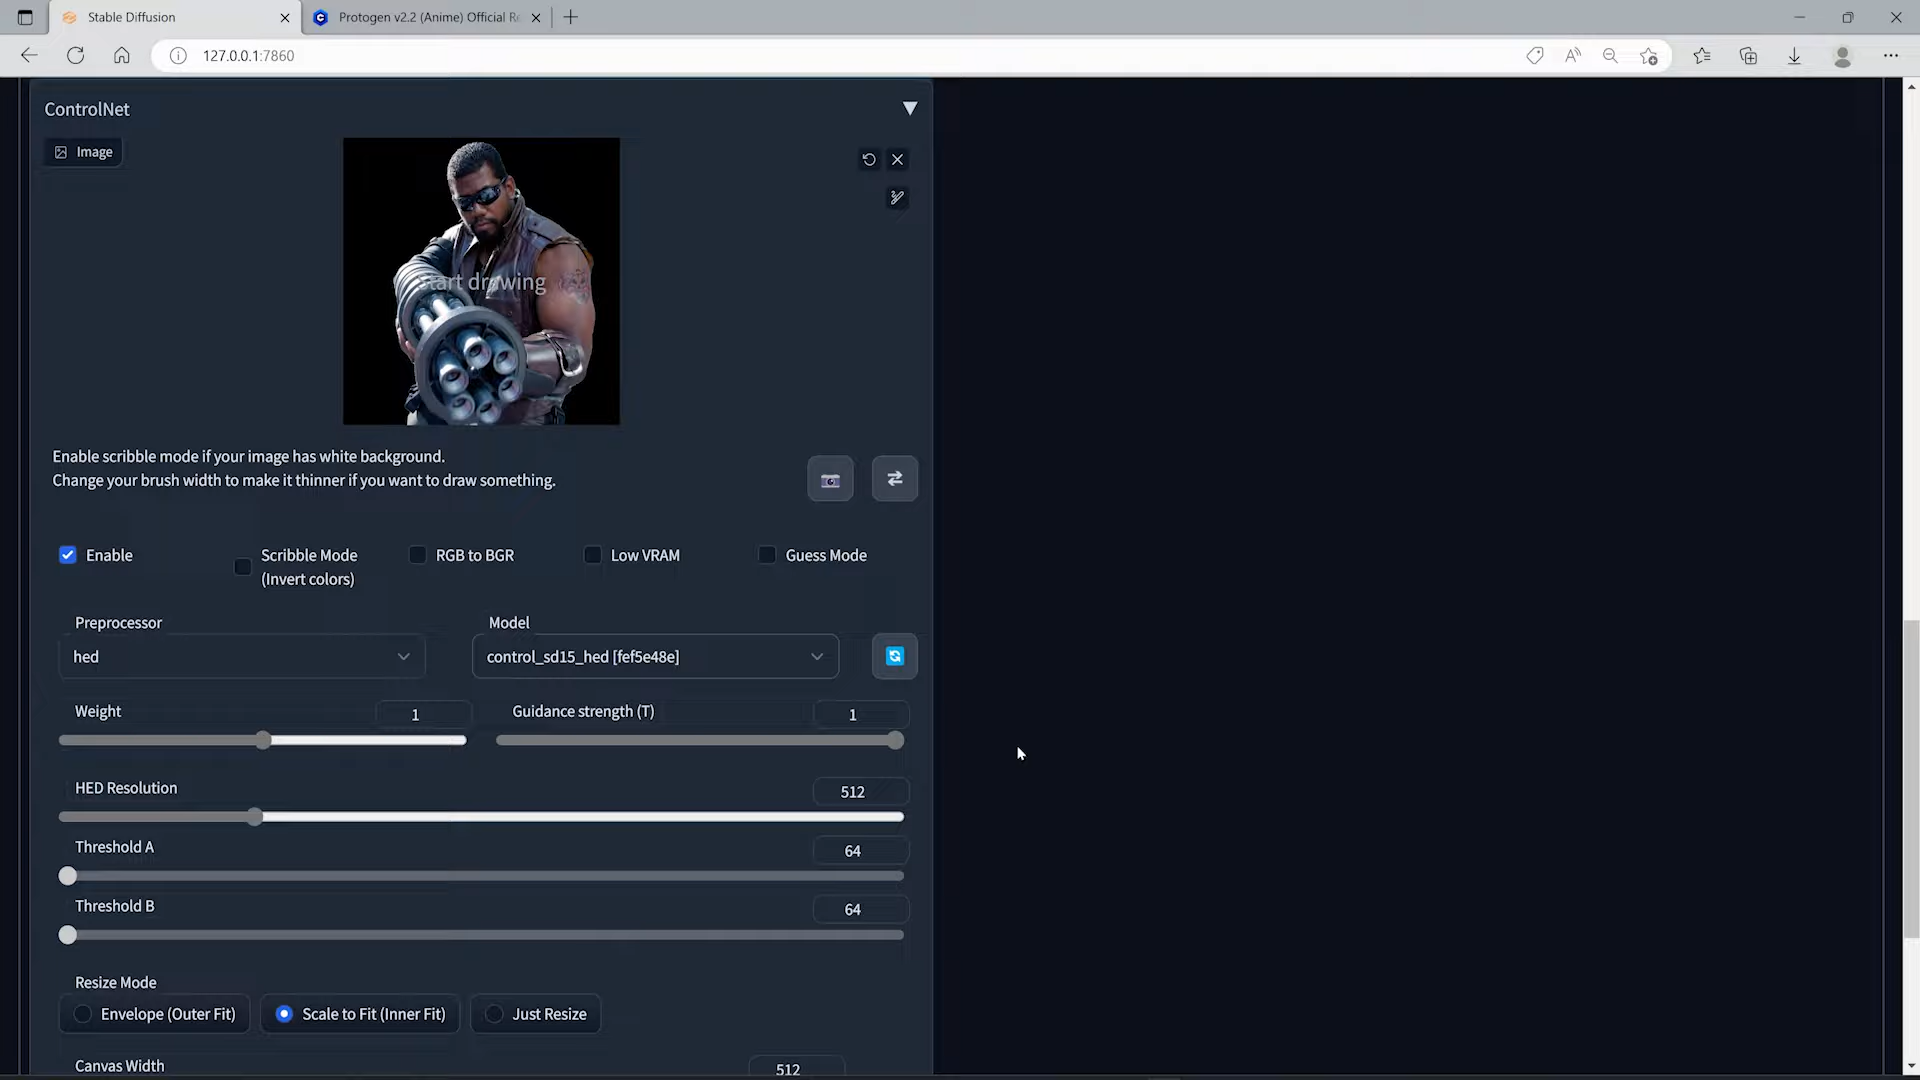 Stable Diffusion
Protogen v2.2 (Anime) Official Re
127.0.0.1:7860
ControlNet
Image
start drawing
Enable scribble mode if your image has white background.
Change your brush width to make it thinner if you want to draw something.
Enable
Scribble Mode
(Invert colors)
RGB to BGR
Low VRAM
Guess Mode
Preprocessor
Model
hed
control_sd15_hed [fef5e48e]
Weight
1
Guidance strength (T)
1
HED Resolution
512
Threshold A
64
Threshold B
64
Resize Mode
Envelope (Outer Fit)
Scale to Fit (Inner Fit)
Just Resize
Canvas Width
512